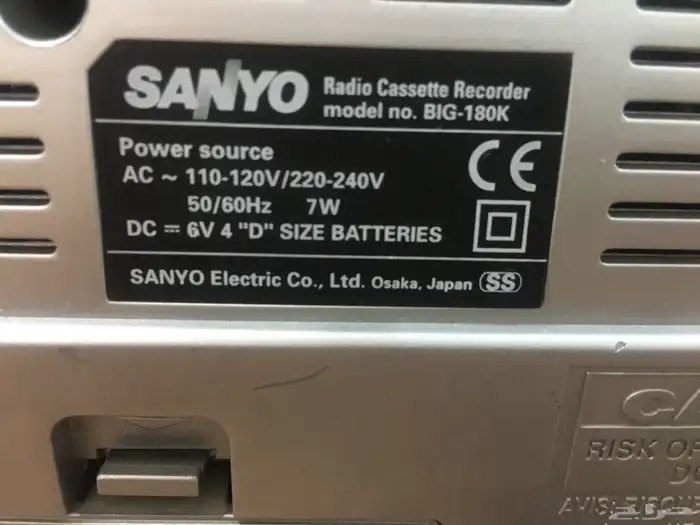 SANYO Radio Cassette Recorder
model no. BIG-180K
Power source
AC ~ 110-120V/220-240V
50/60Hz 7W
DC = 6V 4 "D" SIZE BATTERIES
CE
SANYO Electric Co., Ltd. Osaka, Japan SS
RISK OF